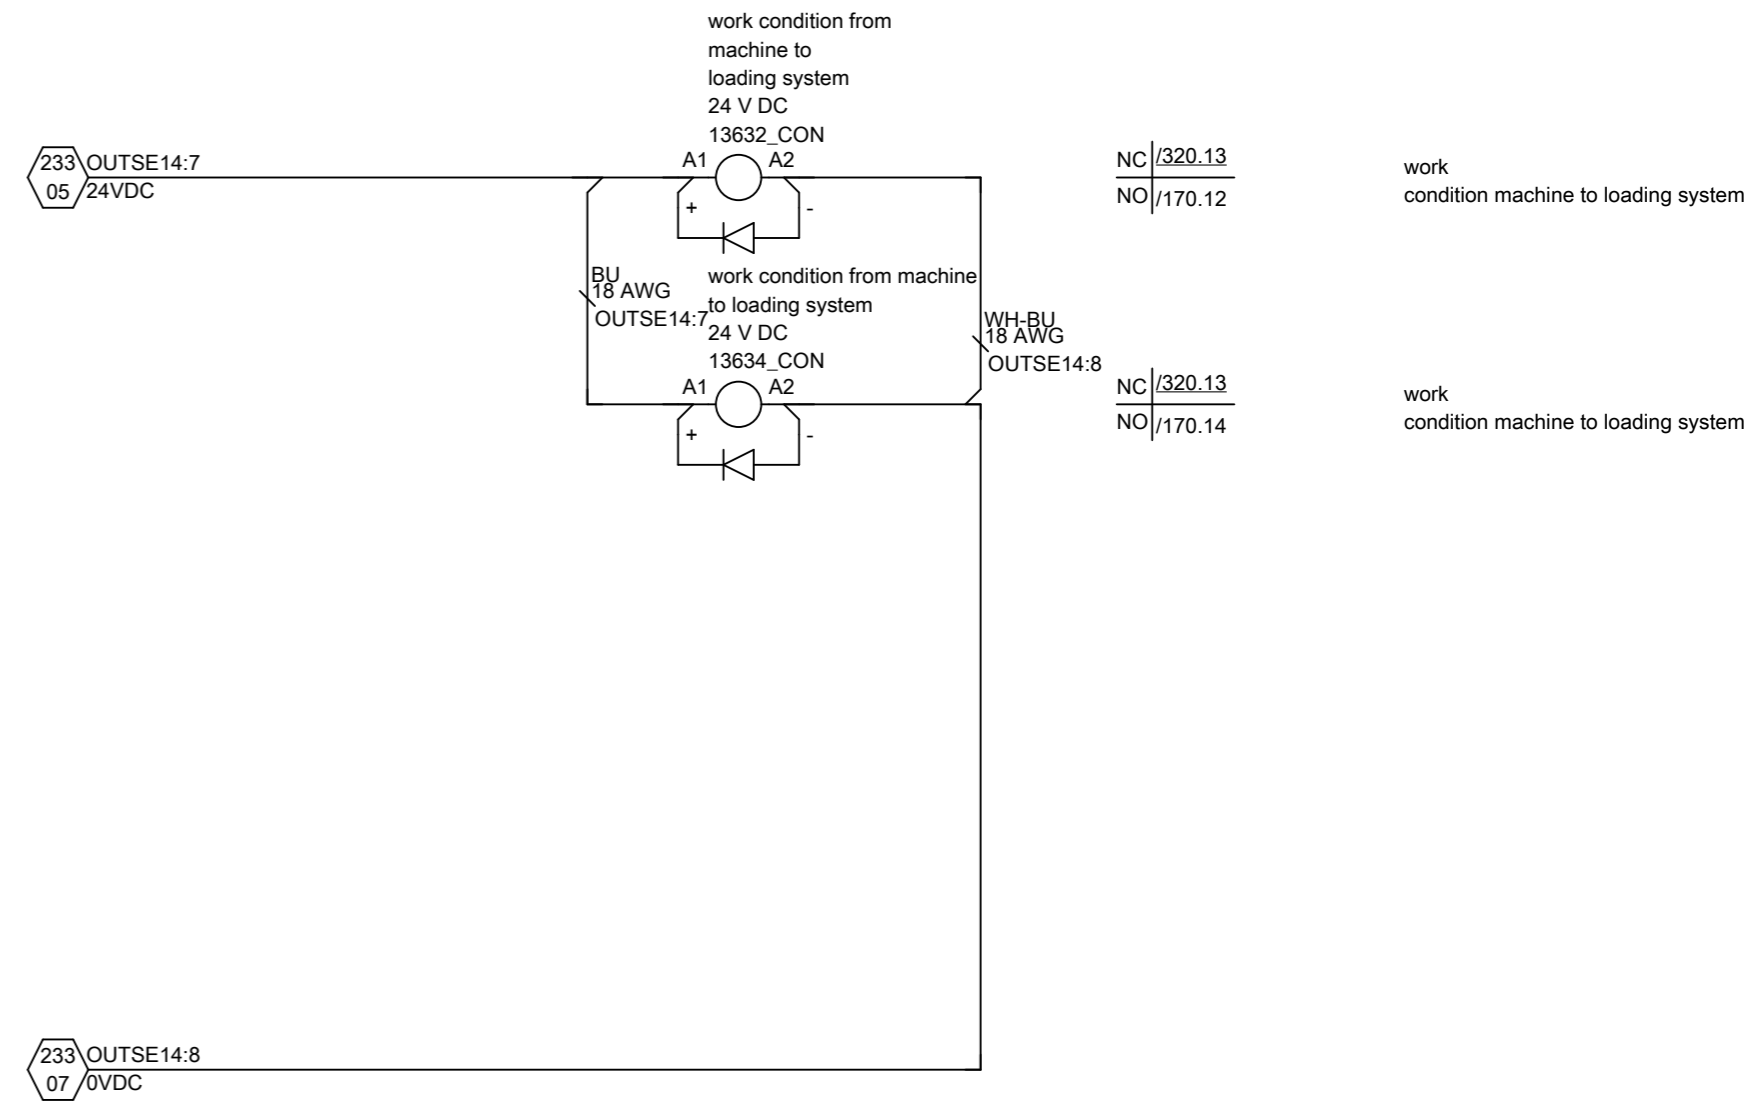 work condition from
machine to
loading system
24 V DC
13632_CON
233
05
OUTSE14:7
24VDC
A1
A2
+
-
NC
/320.13
NO
/170.12
work
condition machine to loading system
BU
18 AWG
OUTSE14:7
work condition from machine
to loading system
24 V DC
13634_CON
WH-BU
18 AWG
OUTSE14:8
A1
A2
+
-
NC
/320.13
NO
/170.14
work
condition machine to loading system
233
07
OUTSE14:8
0VDC